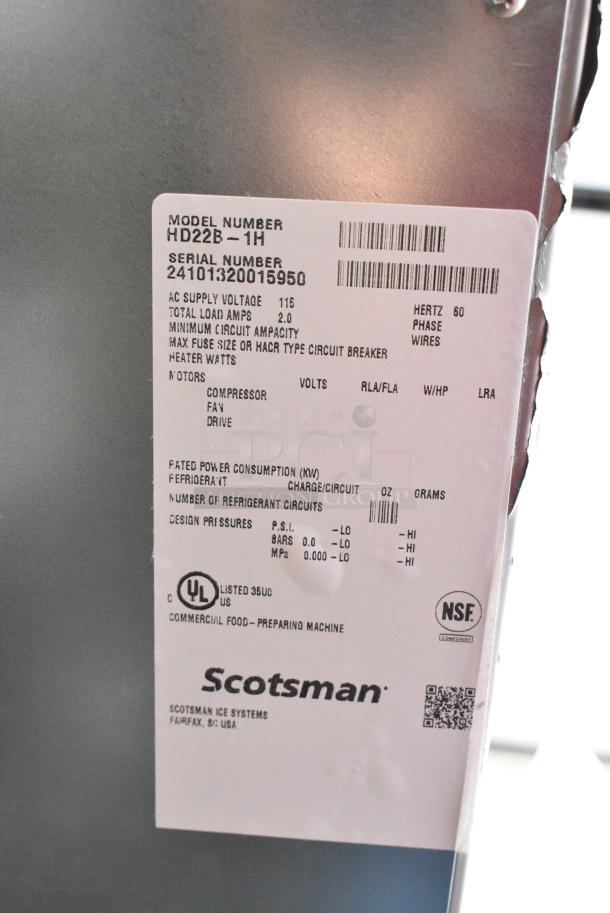 MODEL NUMBER
HD22B-1H
SERIAL NUMBER
24101320015950
AC SUPPLY VOLTAGE 115 HERTZ 60
TOTAL LOAD AMPS 2.0 PHASE
MINIMUM CIRCUIT AMPACITY WIRES
MAX FUSE SIZE OR HACR TYPE CIRCUIT BREAKER
HEATER WATTS
MOTORS VOLTS RLA/FLA W/HP LRA
COMPRESSOR
FAN
DRIVE
PCI
AUCTION GROUP
RATED POWER CONSUMPTION (KW)
REFRIGERANT CHARGE/CIRCUIT OZ GRAMS
NUMBER OF REFRIGERANT CIRCUITS
DESIGN PRESSURES P.S.I. -LO -HI
BARS 0.0 -LO -HI
MPa 0.000 -LO -HI
C UL US LISTED 35U0
COMMERCIAL FOOD-PREPARING MACHINE
NSF.
COMPONENT
Scotsman
SCOTSMAN ICE SYSTEMS
FAIRFAX, SC USA